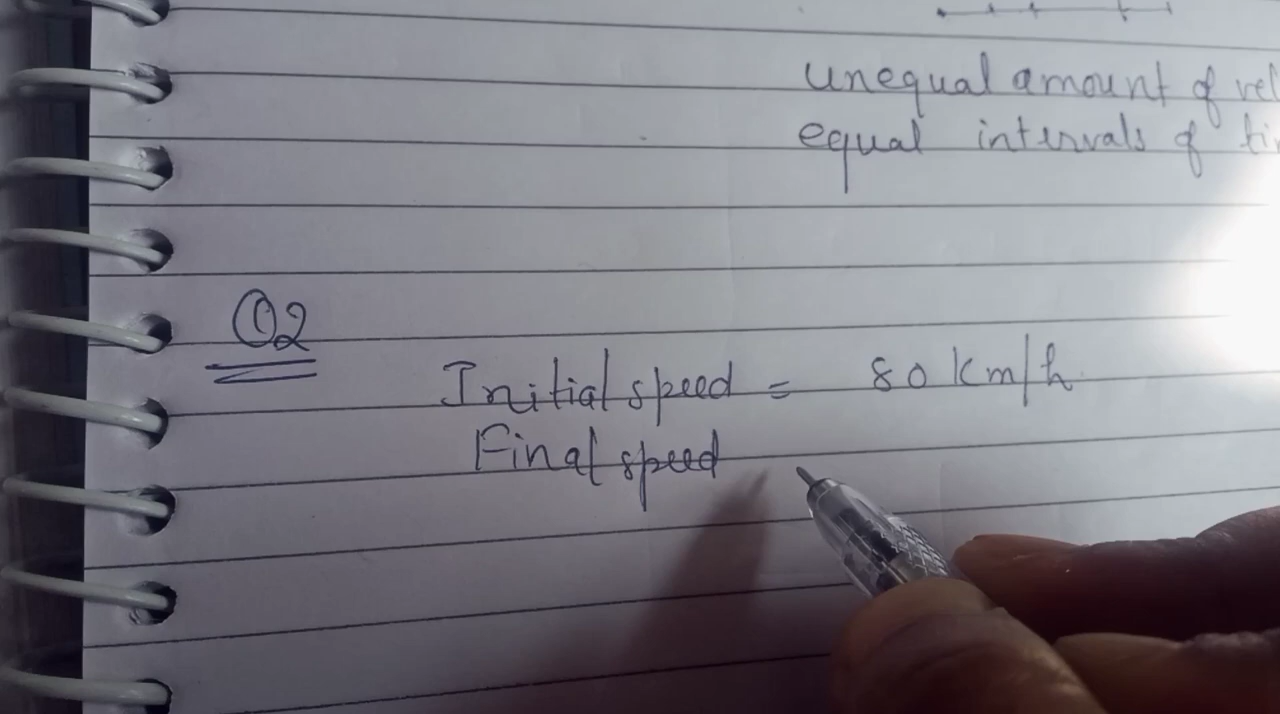 unequal amount of
equal intervals of
Q2
Initial speed = 80 km/h
Final speed